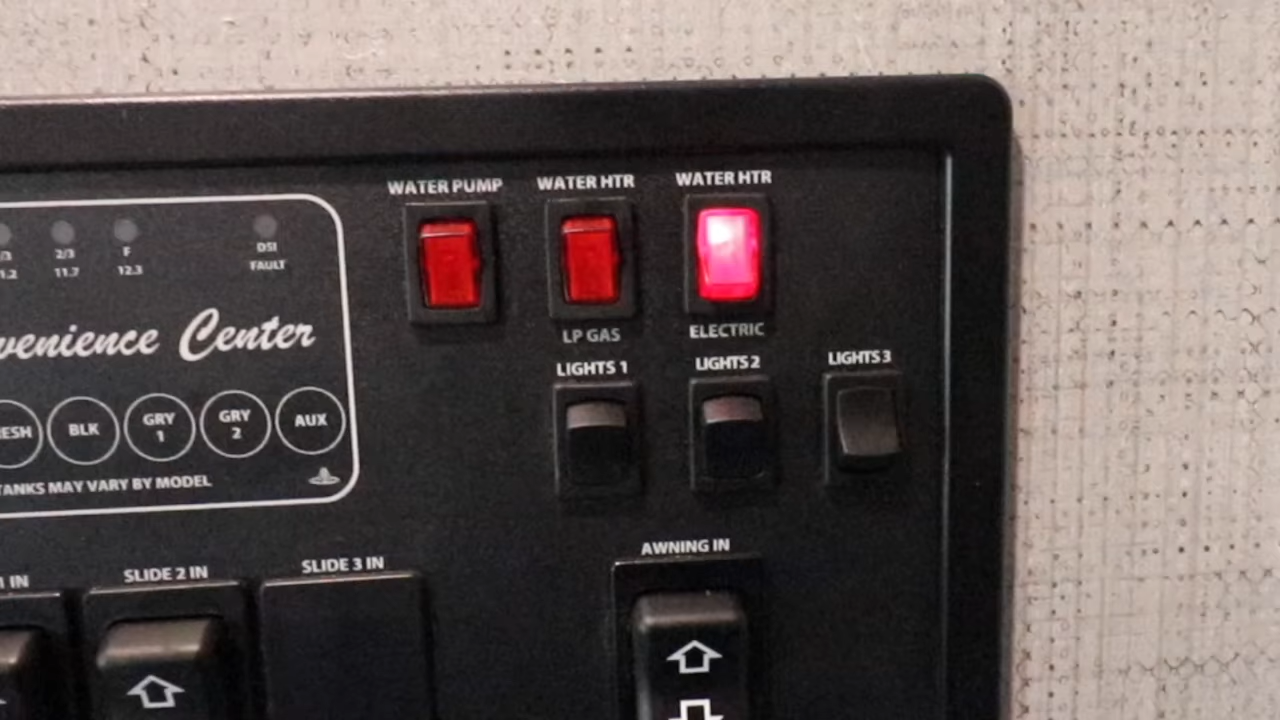 WATER PUMP
WATER HTR
WATER HTR
LP GAS
ELECTRIC
2/3
11.7
F
12.3
DSI
FAULT
Center
BLK
GRY
1
GRY
2
AUX
TANKS MAY VARY BY MODEL
LIGHTS 1
LIGHTS 2
LIGHTS 3
IN
SLIDE 2 IN
SLIDE 3 IN
AWNING IN